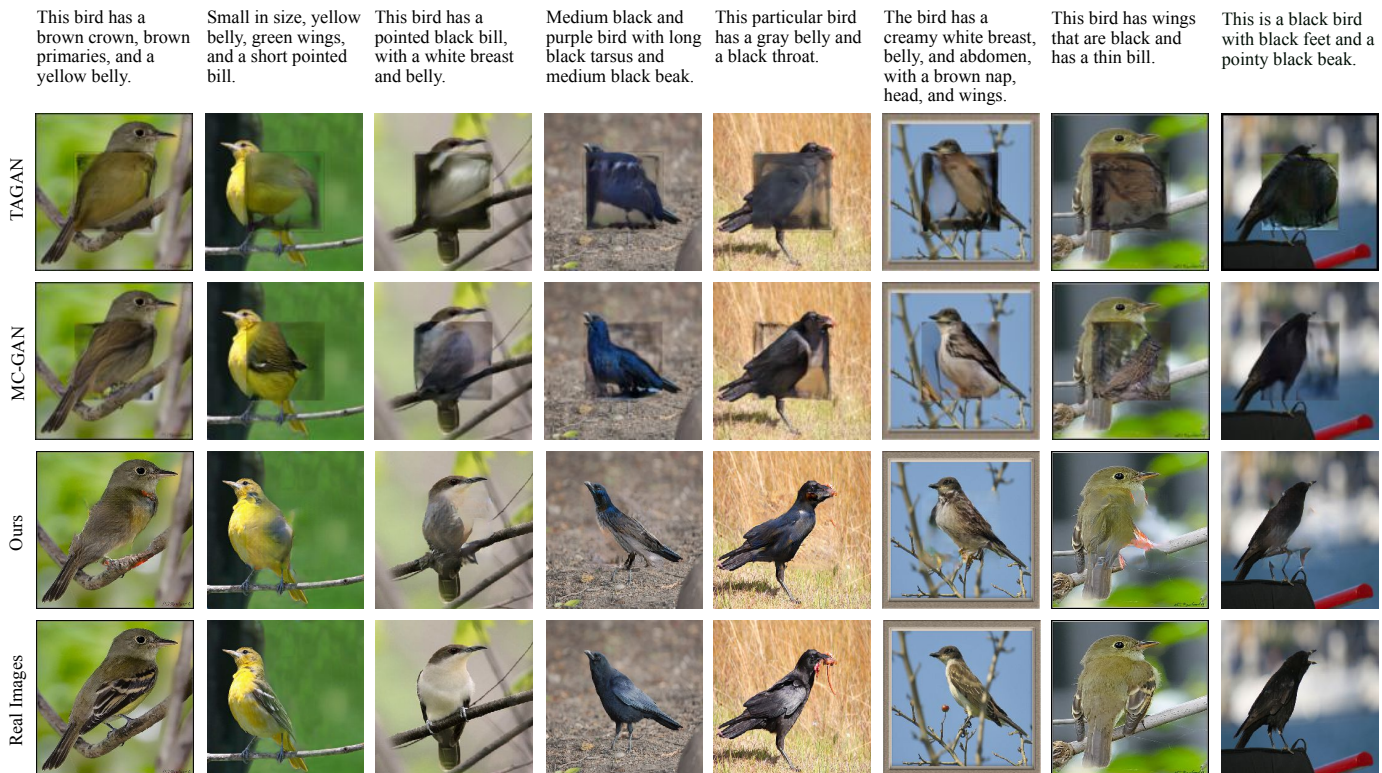 This bird has a
brown crown, brown
primaries, and a
yellow belly.
Small in size, yellow
belly, green wings,
and a short pointed
bill.
This bird has a
pointed black bill,
with a white breast
and belly.
Medium black and
purple bird with long
black tarsus and
medium black beak.
This particular bird
has a gray belly and
a black throat.
The bird has a
creamy white breast,
belly, and abdomen,
with a brown nap,
head, and wings.
This bird has wings
that are black and
has a thin bill.
This is a black bird
with black feet and a
pointy black beak.
TAGAN
MC-GAN
Ours
Real Images